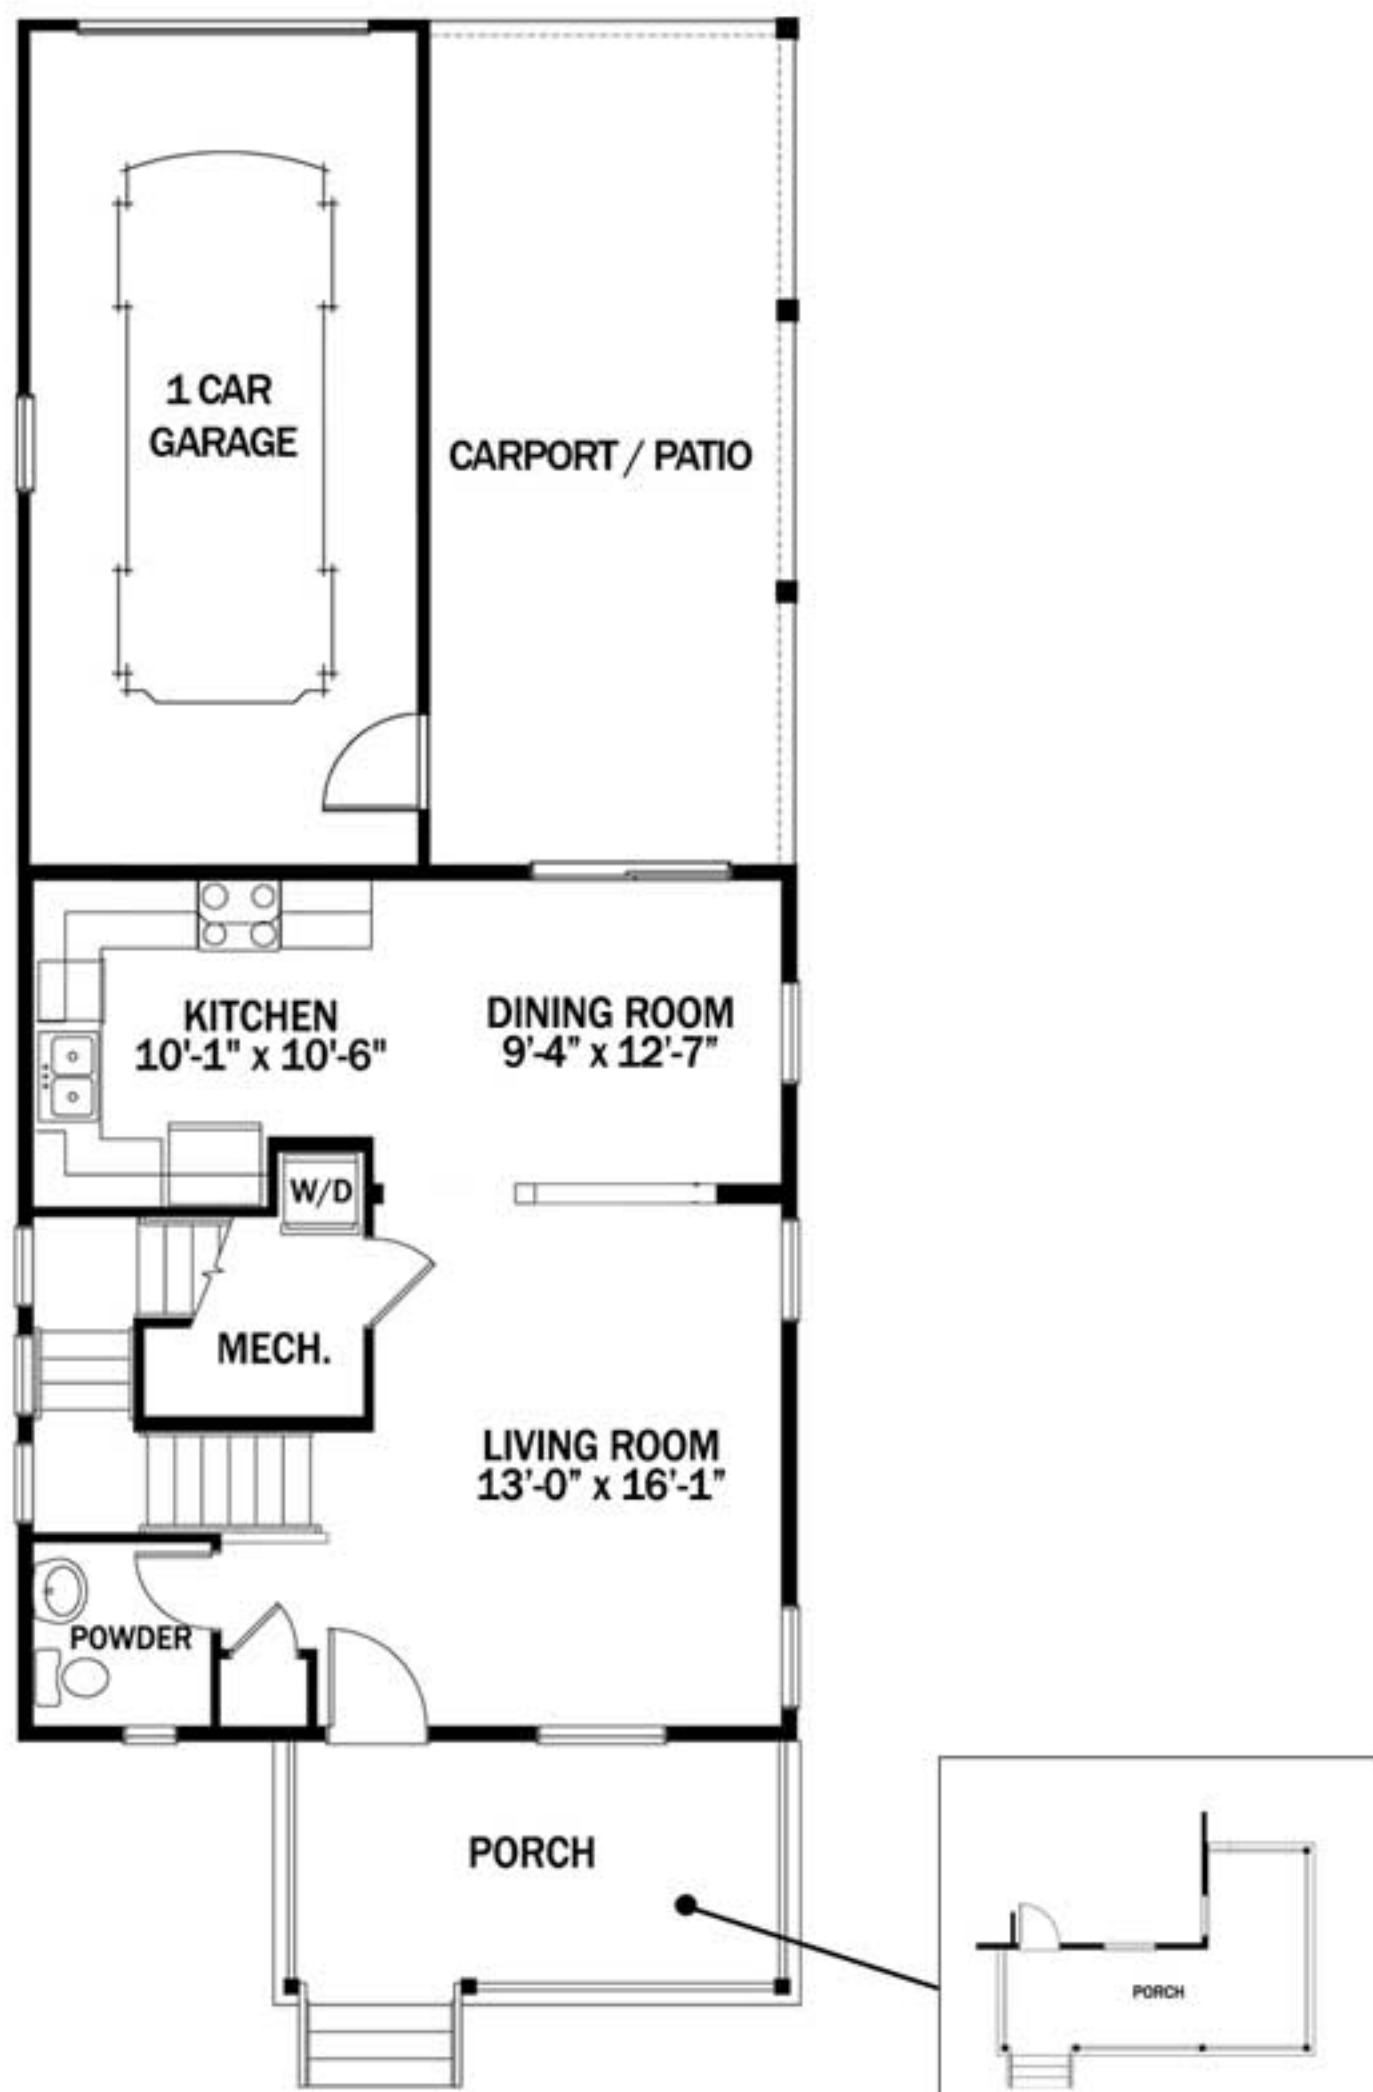 1 CAR
GARAGE
CARPORT / PATIO
KITCHEN
10'-1" x 10'-6"
DINING ROOM
9'-4” x 12'-7”
W/D
MECH.
LIVING ROOM
13'-0” x 16'-1”
POWDER
PORCH
PORCH